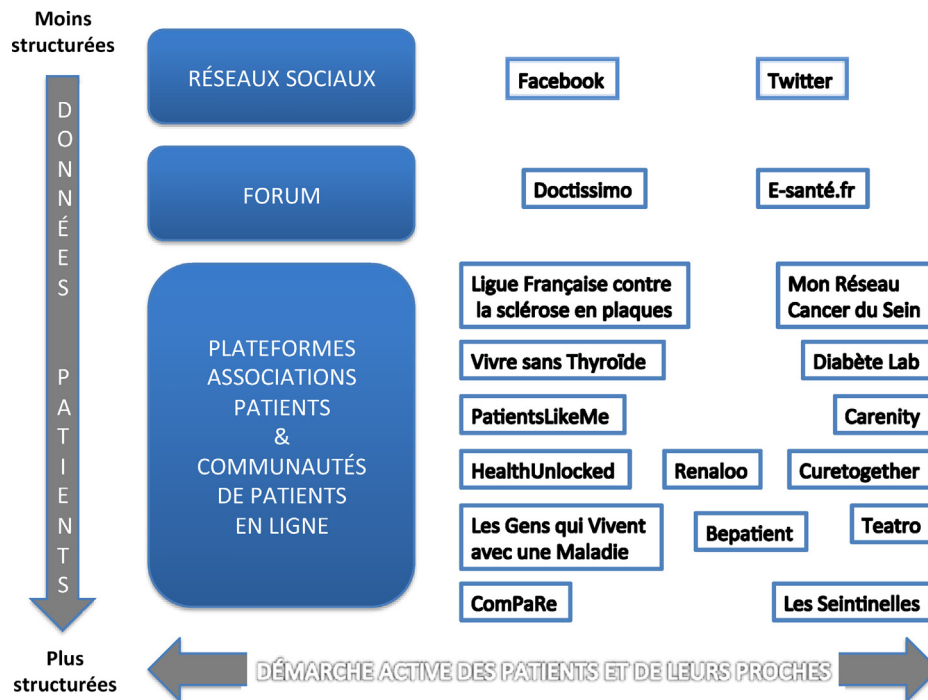 Moins
structurées
DONNÉES PATIENTS
Plus
structurées
RÉSEAUX SOCIAUX
Facebook
Twitter
FORUM
Doctissimo
E-santé.fr
PLATEFORMES
ASSOCIATIONS
PATIENTS
&
COMMUNAUTÉS
DE PATIENTS
EN LIGNE
Ligue Française contre
la sclérose en plaques
Mon Réseau
Cancer du Sein
Vivre sans Thyroïde
Diabète Lab
PatientsLikeMe
Carenity
HealthUnlocked
Renaloo
Curetogether
Les Gens qui Vivent
avec une Maladie
Bepatient
Teatro
ComPaRe
Les Seintinelles
DÉMARCHE ACTIVE DES PATIENTS ET DE LEURS PROCHES